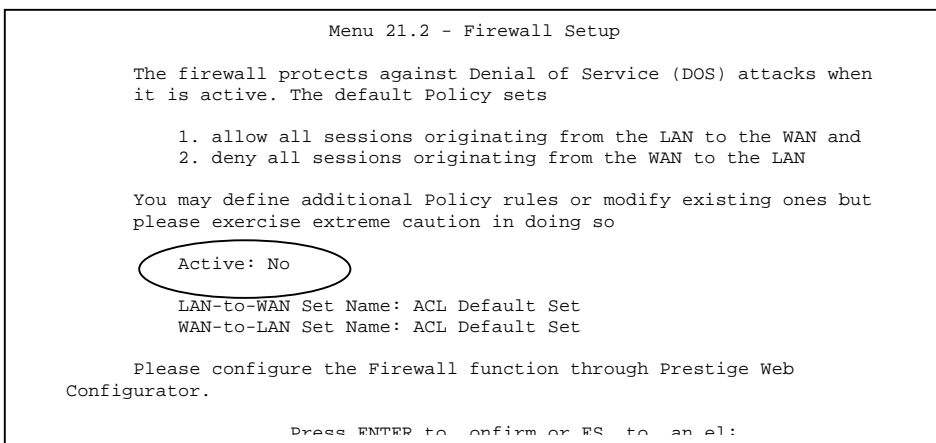 Menu 21.2 - Firewall Setup
The firewall protects against Denial of Service (DOS) attacks when
it is active. The default Policy sets
1. allow all sessions originating from the LAN to the WAN and
2. deny all sessions originating from the WAN to the LAN
You may define additional Policy rules or modify existing ones but
please exercise extreme caution in doing so
Active: No
LAN-to-WAN Set Name: ACL Default Set
WAN-to-LAN Set Name: ACL Default Set
Please configure the Firewall function through Prestige Web
Configurator.
Press ENTER to or to